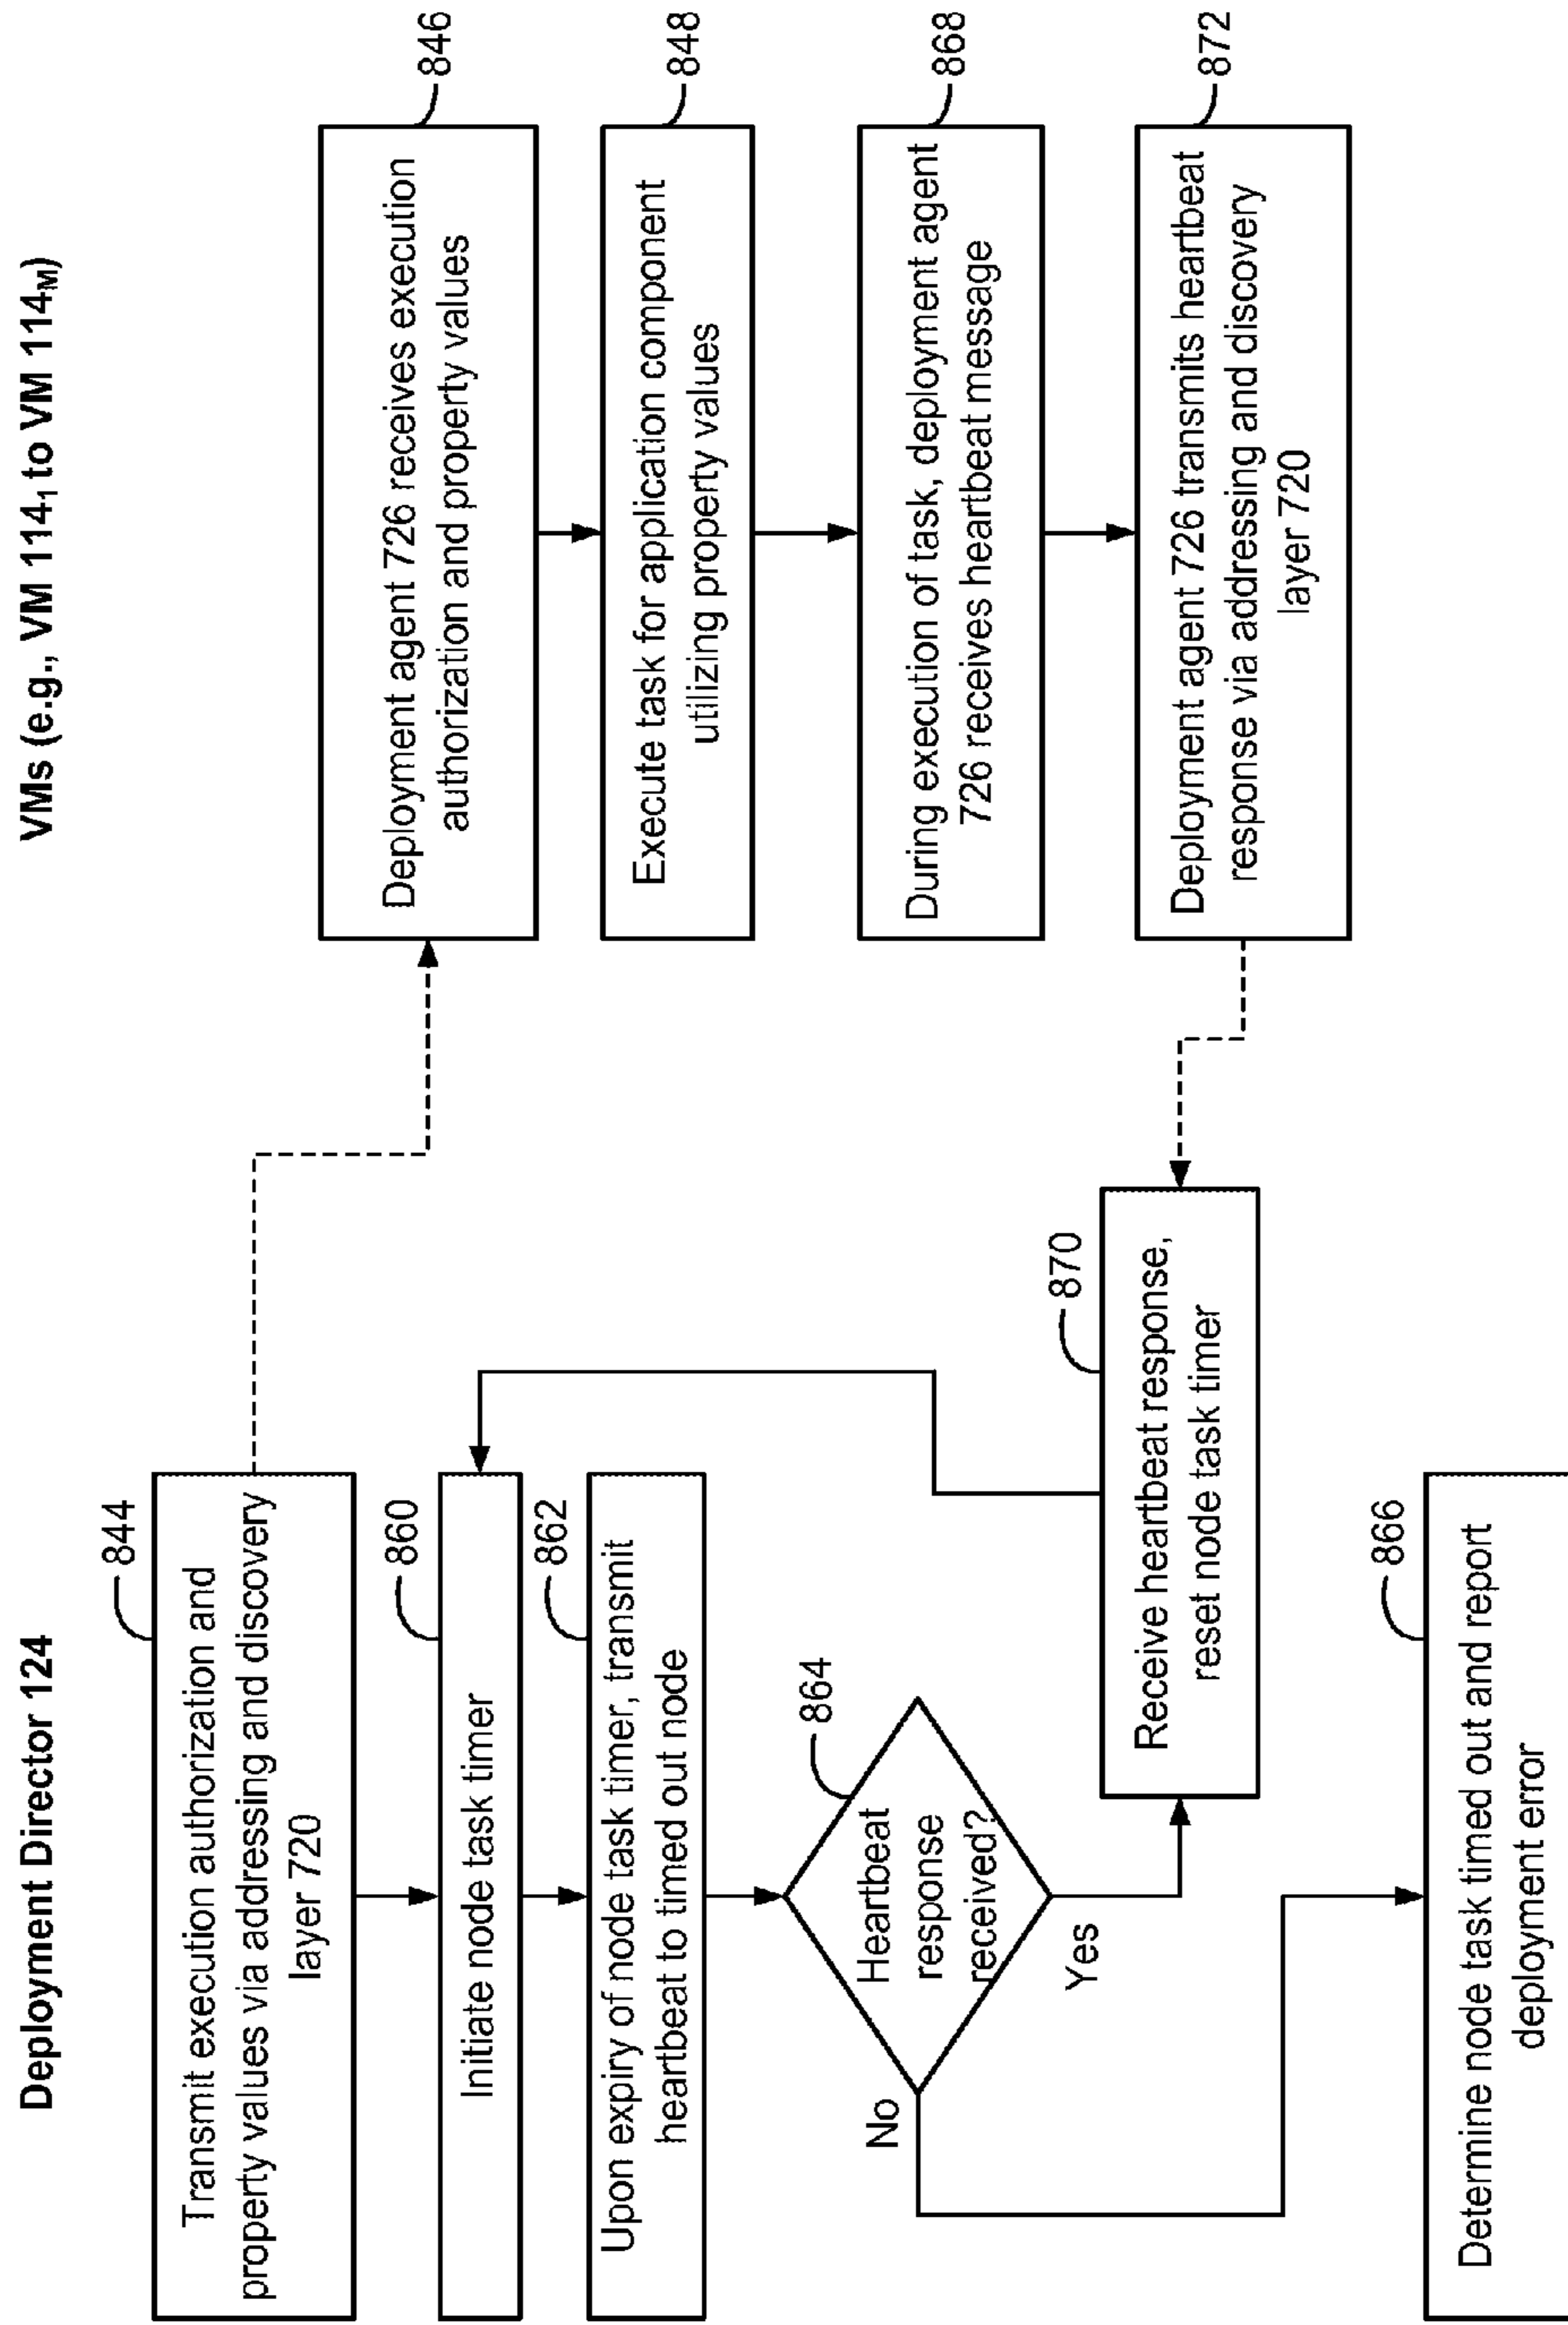 Deployment Director 124
VMs (e.g., VM 114₁ to VM 114_M)
844
Transmit execution authorization and
property values via addressing and discovery
layer 720
846
Deployment agent 726 receives execution
authorization and property values
860
Initiate node task timer
848
Execute task for application component
utilizing property values
862
Upon expiry of node task timer, transmit
heartbeat to timed out node
864
Heartbeat
response
received?
No
Yes
868
During execution of task, deployment agent
726 receives heartbeat message
870
Receive heartbeat response,
reset node task timer
872
Deployment agent 726 transmits heartbeat
response via addressing and discovery
layer 720
866
Determine node task timed out and report
deployment error